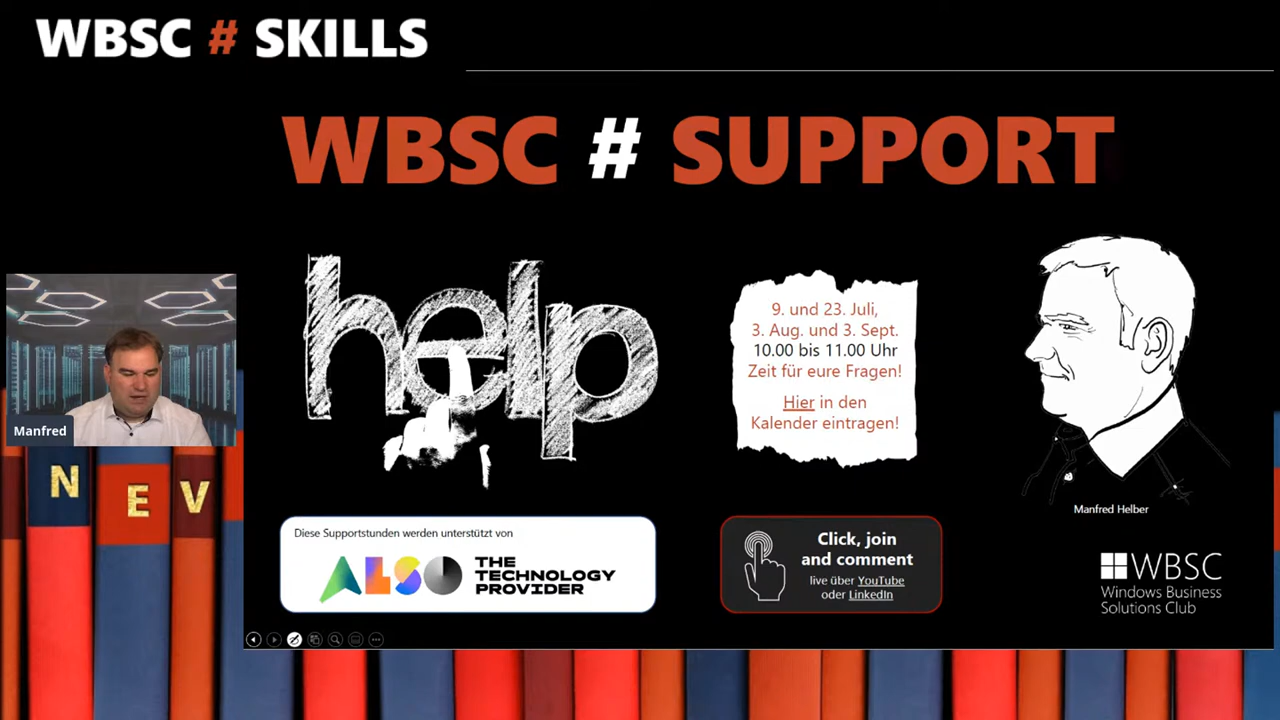 WBSC # SKILLS
WBSC # SUPPORT
help
9. und 23. Juli,
3. Aug. und 3. Sept.
10.00 bis 11.00 Uhr
Zeit für eure Fragen!
Hier in den
Kalender eintragen!
Manfred
N E V
Manfred Helber
Diese Supportstunden werden unterstützt von
ALSO
THE
TECHNOLOGY
PROVIDER
Click, join
and comment
live über YouTube
oder LinkedIn
WBSC
Windows Business
Solutions Club